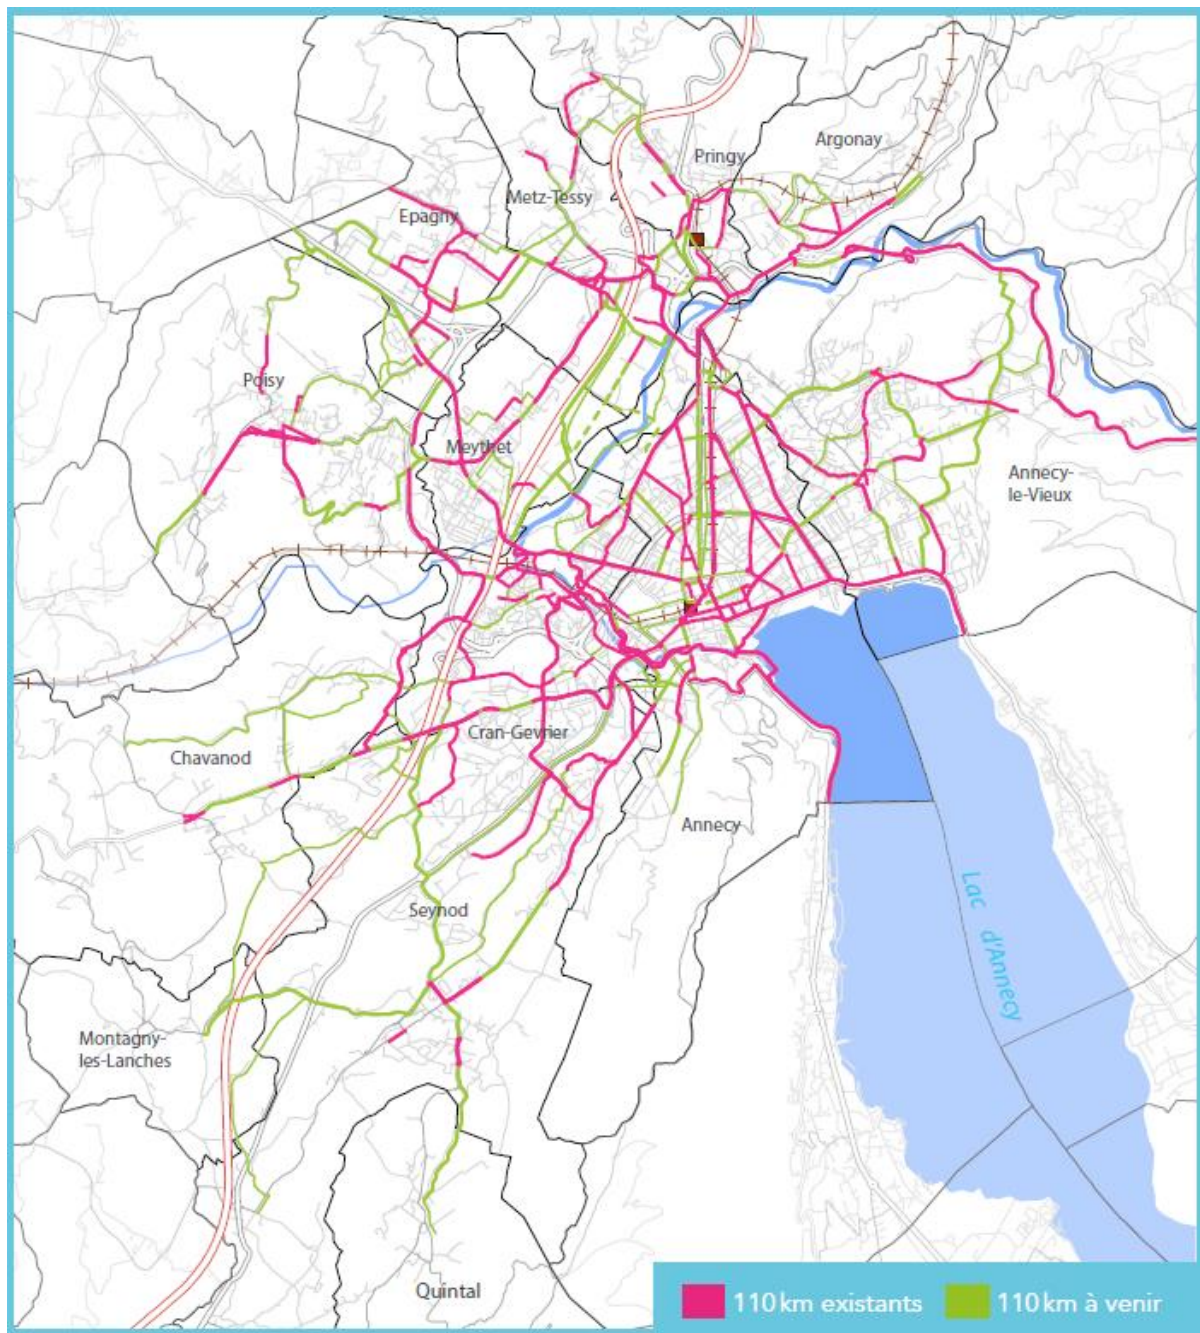 Argonay
Pringy
Metz-Tessy
Epagny
Poisy
Meythet
Annecy-
le-Vieux
Cran-Gevrier
Chavanod
Annecy
Lac d'Annecy
Seynod
Montagny-
les-Lanches
Quintal
110 km existants
110 km à venir